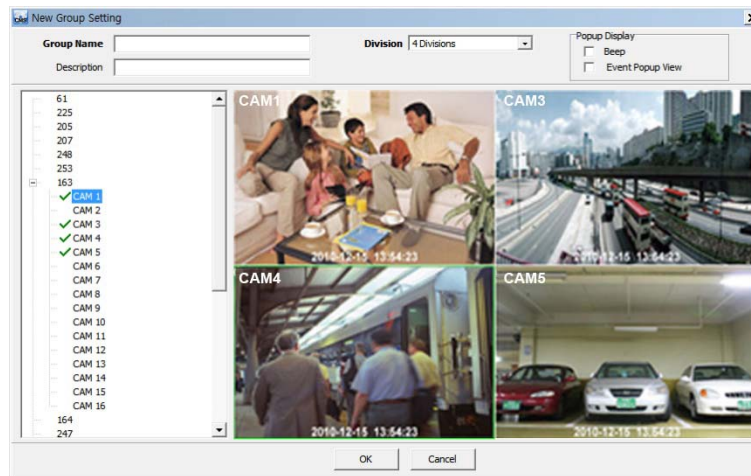 New Group Setting
Group Name
Division 4 Divisions
Popup Display
Beep
Description
Event Popup View
61
225
205
207
248
253
163
CAM 1
CAM 2
CAM 3
CAM 4
CAM 5
CAM 6
CAM 7
CAM 8
CAM 9
CAM 10
CAM 11
CAM 12
CAM 13
CAM 14
CAM 15
CAM 16
164
247
CAM1
2010-12-15 13:54:23
CAM3
2010-12-15 13:54:23
CAM4
2010-12-15 13:54:23
CAM5
2010-12-15 13:54:23
OK Cancel